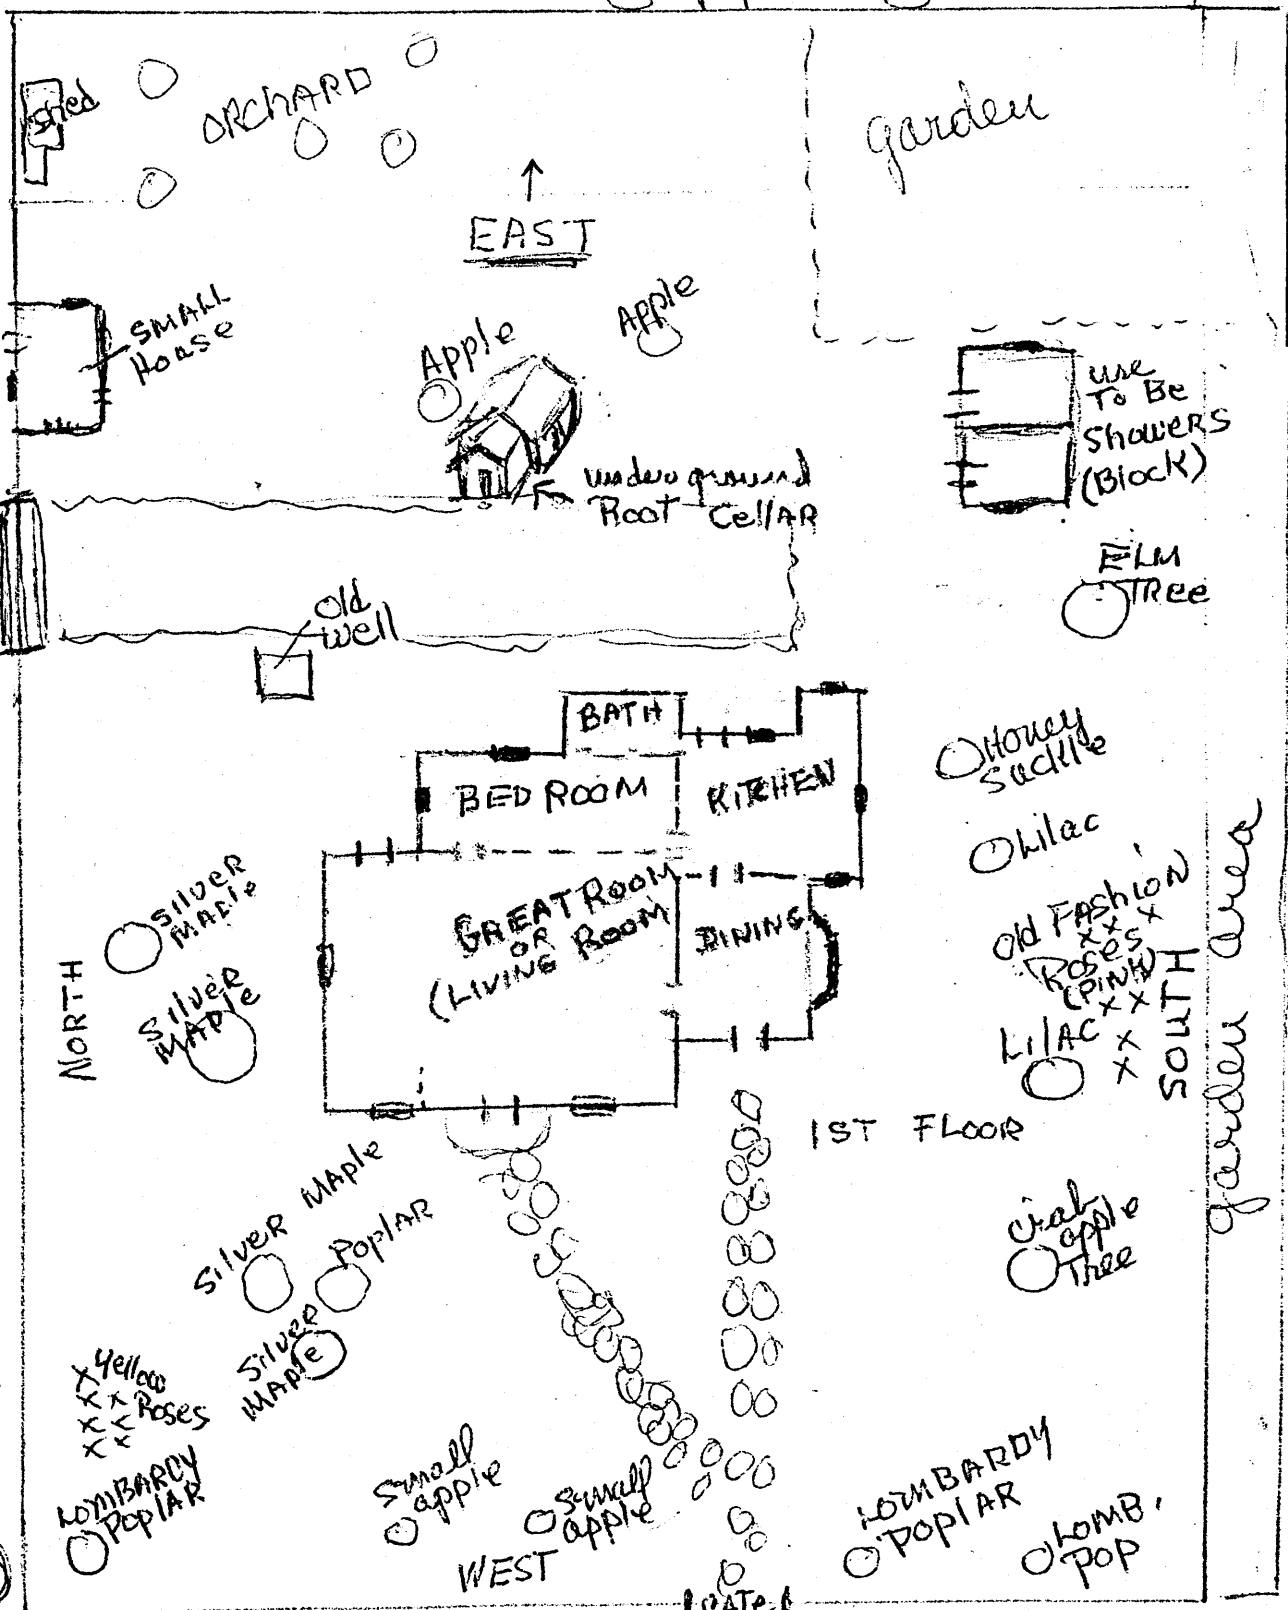 shed
ORCHARD
garden
EAST
SMALL
House
Apple
Apple
use
To Be
Showers
(Block)
underground
Root Cellar
ELM
TRee
Old
well
BATH
BEDROOM
KITCHEN
Honey
Suckle
Lilac
GREAT ROOM
OR
(LIVING ROOM
DINING
Old FAShION
Roses
(PiNK)
LilAC
SOUTH
garden area
SilveR
MAPle
SilveR
MAPle
NORTH
1ST FLOOR
Silver MAple
PoplAR
Silver
MAPle
Crab
apple
Tree
Yellow
Roses
LOMBARDY
PoplAR
Small
apple
Small
apple
WEST
LOMBARDY
POPlAR
LOMB.
POP
GATe